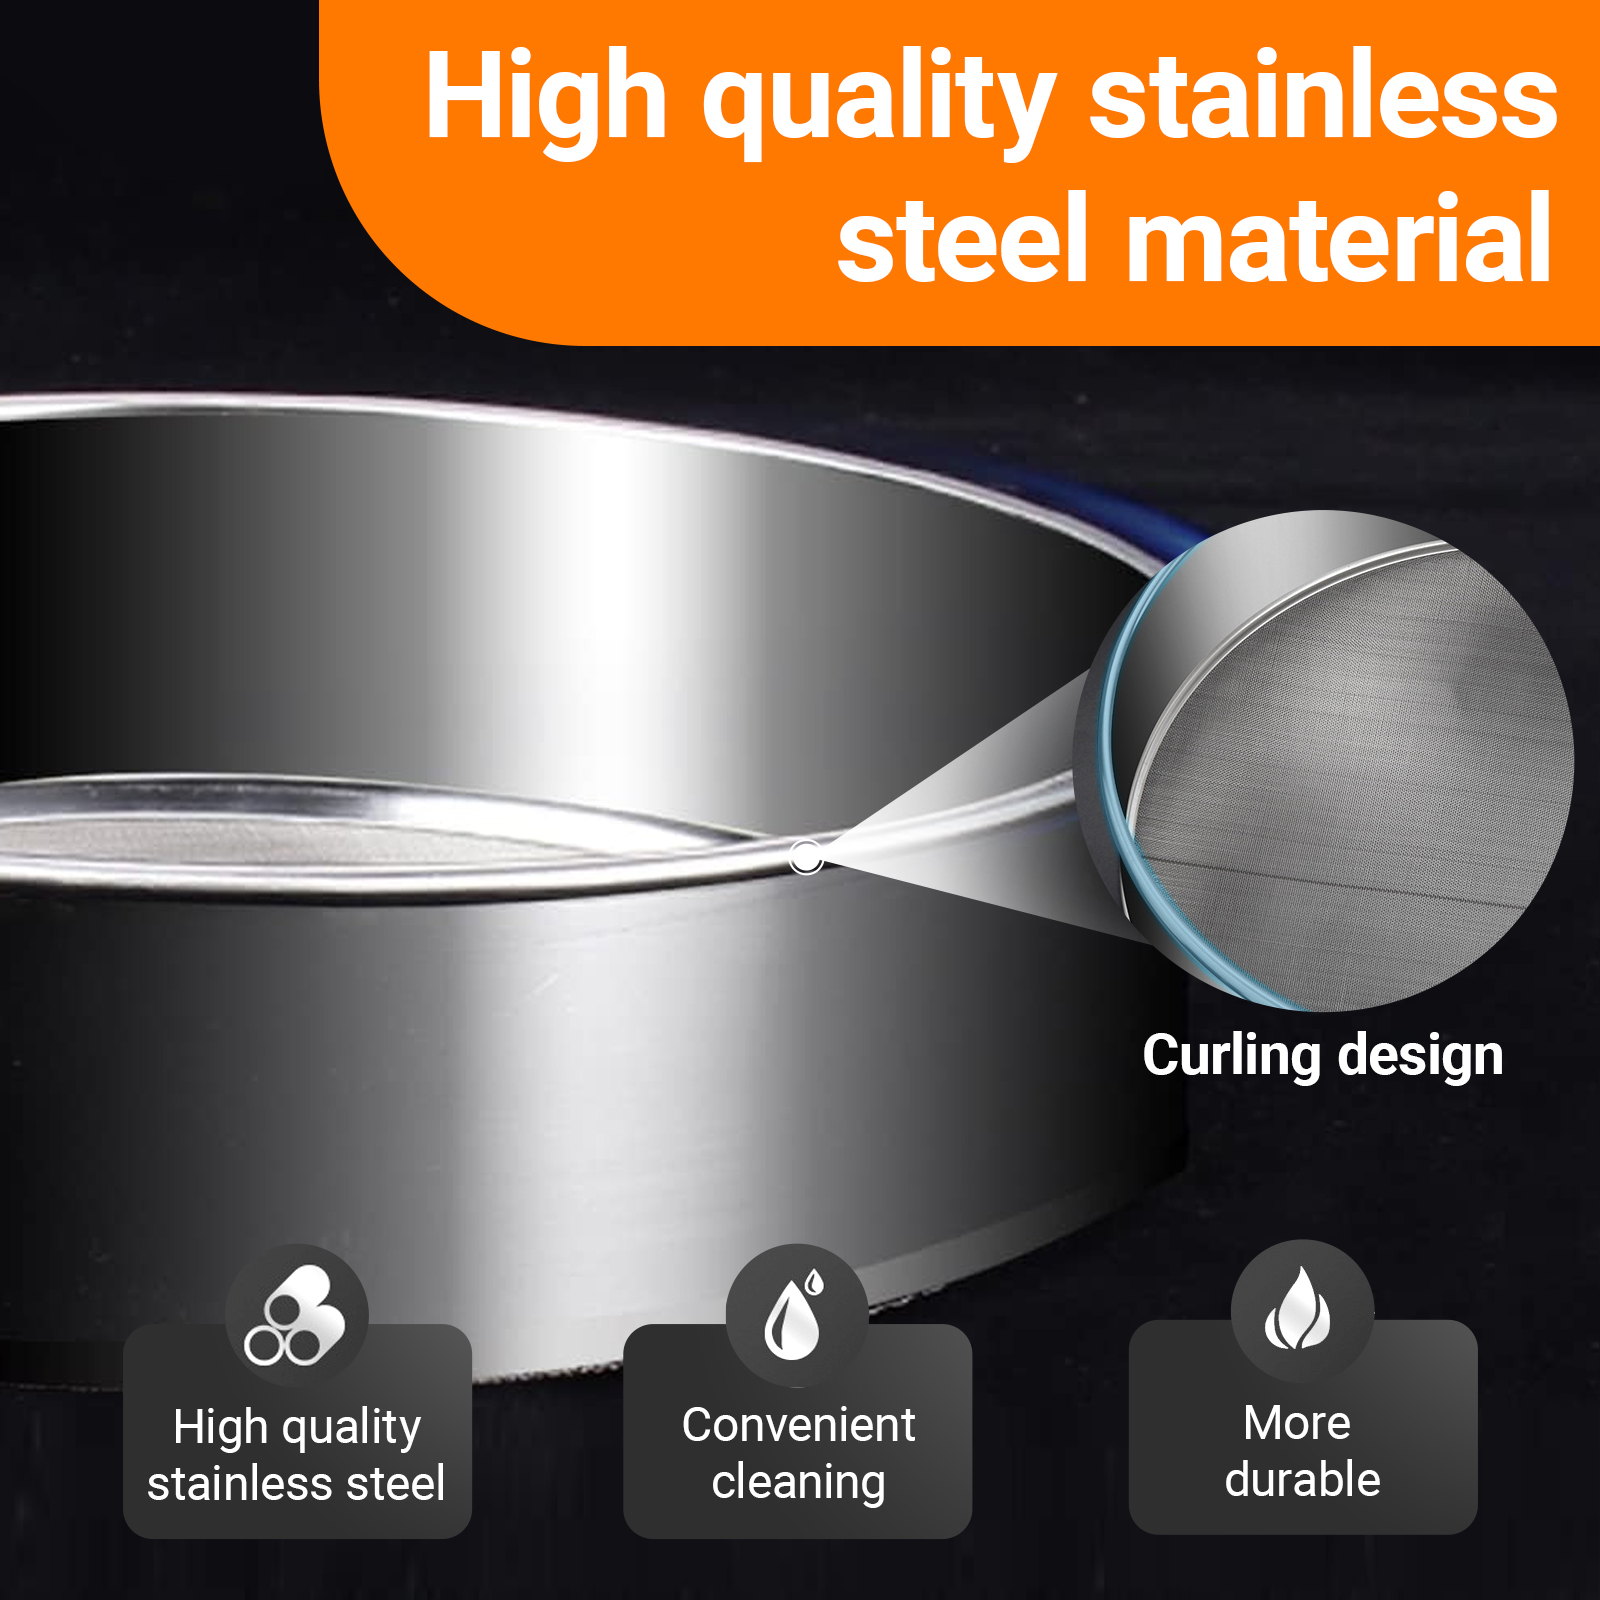 High quality stainless
steel material
Curling design
High quality
stainless steel
Convenient
cleaning
More
durable